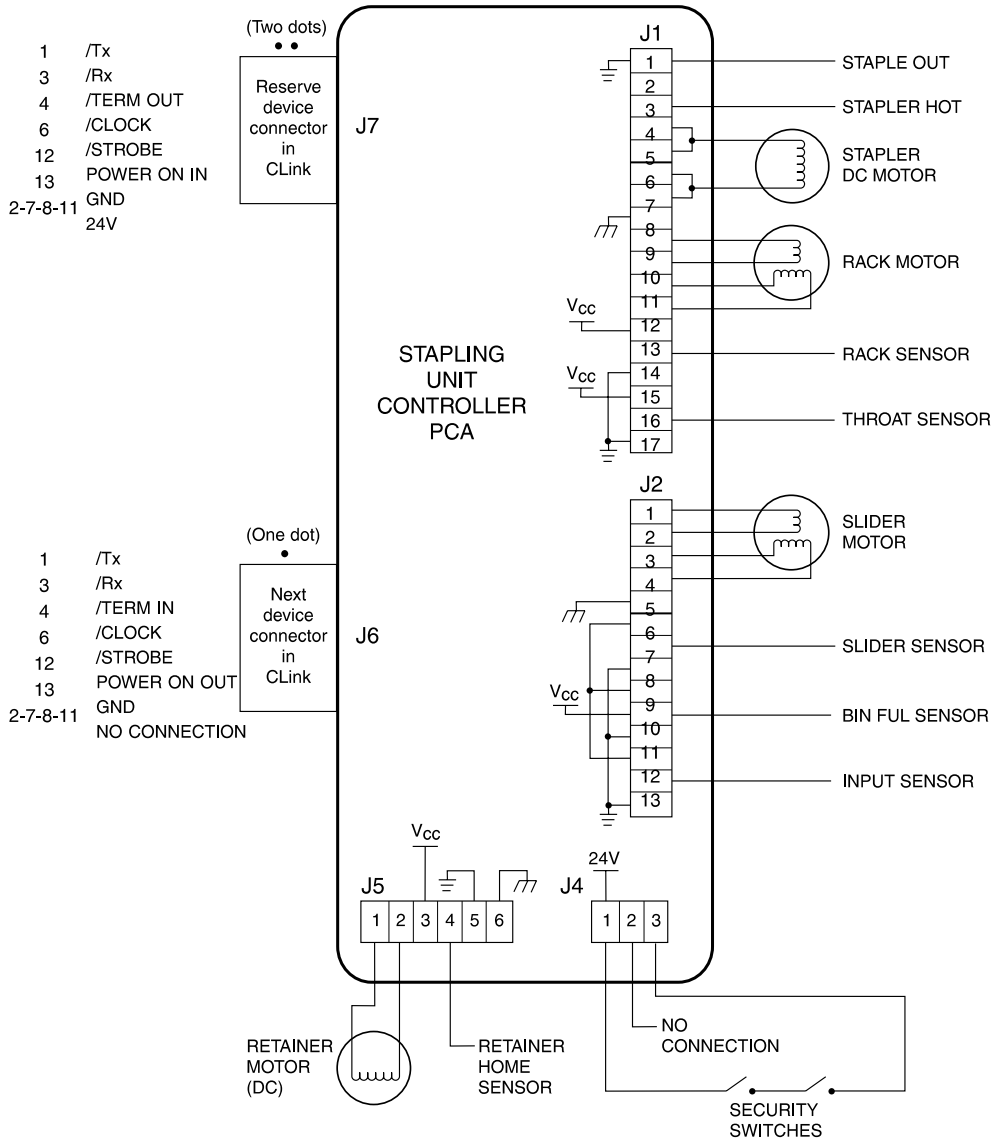 (Two dots)
1 /Tx
3 /Rx
4 /TERM OUT
6 /CLOCK
12 /STROBE
13 POWER ON IN
2-7-8-11 GND
24V
Reserve
device
connector
in
CLink
J7
J1
1
2
3
4
5
6
7
8
9
10
11
12
13
14
15
16
17
VCC
VCC
STAPLE OUT
STAPLER HOT
STAPLER
DC MOTOR
RACK MOTOR
RACK SENSOR
THROAT SENSOR
STAPLING
UNIT
CONTROLLER
PCA
(One dot)
1 /Tx
3 /Rx
4 /TERM IN
6 /CLOCK
12 /STROBE
13 POWER ON OUT
2-7-8-11 GND
NO CONNECTION
Next
device
connector
in
CLink
J6
J2
1
2
3
4
5
6
7
8
9
10
11
12
13
VCC
SLIDER
MOTOR
SLIDER SENSOR
BIN FUL SENSOR
INPUT SENSOR
VCC
J5
1 2 3 4 5 6
24V
J4
1 2 3
RETAINER
MOTOR
(DC)
RETAINER
HOME
SENSOR
NO
CONNECTION
SECURITY
SWITCHES